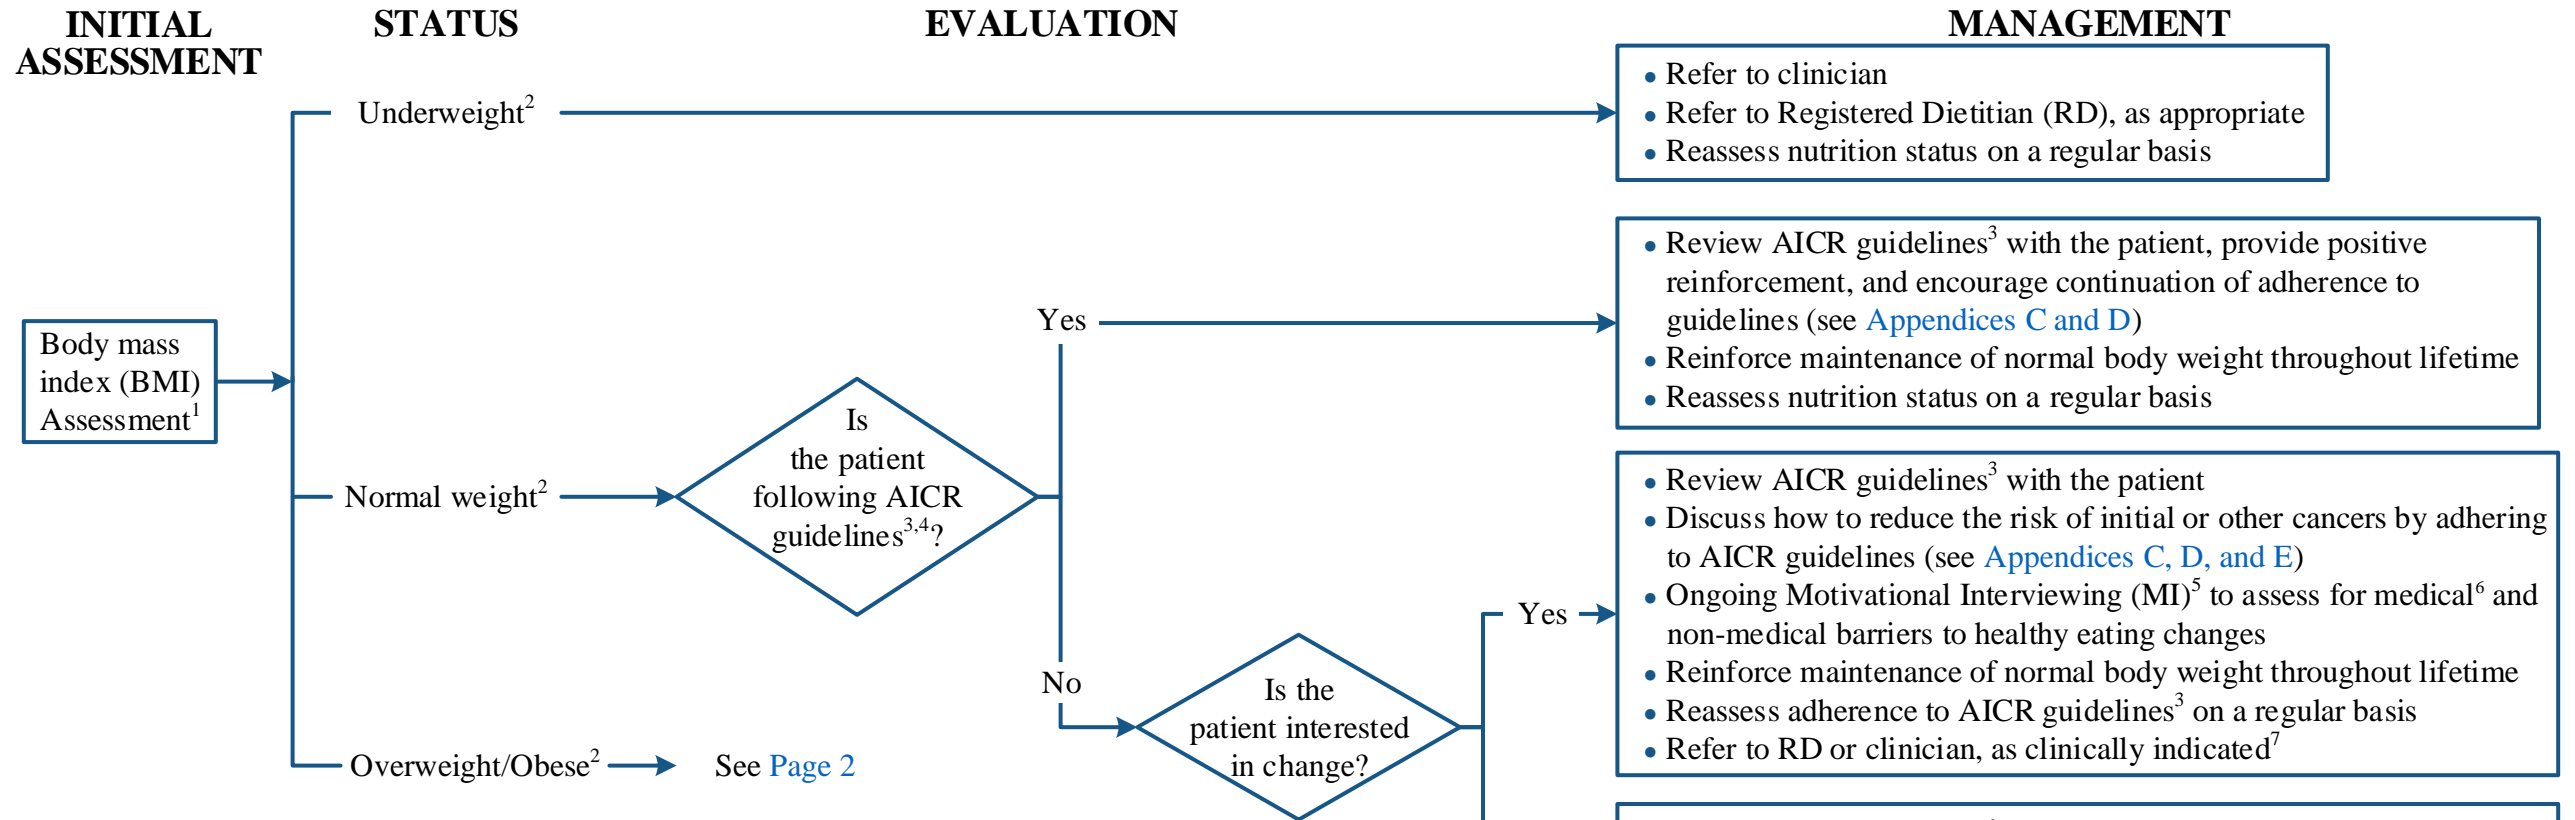 INITIAL
ASSESSMENT
STATUS
EVALUATION
MANAGEMENT
Underweight2
• Refer to clinician
• Refer to Registered Dietitian (RD), as appropriate
• Reassess nutrition status on a regular basis
Body mass
index (BMI)
Assessment1
Normal weight2
Is
the patient
following AICR
guidelines3,4?
Yes
• Review AICR guidelines3 with the patient, provide positive
reinforcement, and encourage continuation of adherence to
guidelines (see Appendices C and D)
• Reinforce maintenance of normal body weight throughout lifetime
• Reassess nutrition status on a regular basis
No
Is the
patient interested
in change?
Yes
• Review AICR guidelines3 with the patient
• Discuss how to reduce the risk of initial or other cancers by adhering
to AICR guidelines (see Appendices C, D, and E)
• Ongoing Motivational Interviewing (MI)5 to assess for medical6 and
non-medical barriers to healthy eating changes
• Reinforce maintenance of normal body weight throughout lifetime
• Reassess adherence to AICR guidelines3 on a regular basis
• Refer to RD or clinician, as clinically indicated7
Overweight/Obese2
See Page 2